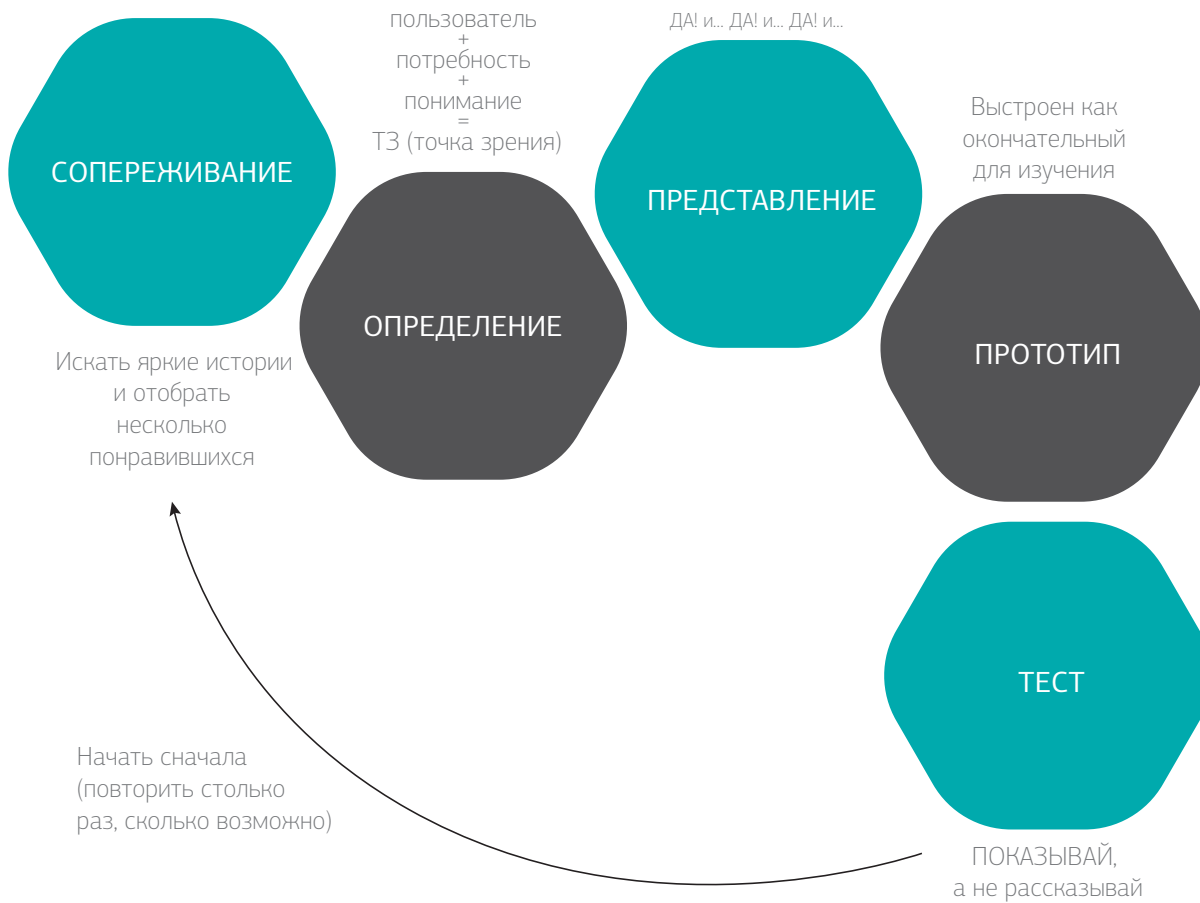 СОПЕРЕЖИВАНИЕ
Искать яркие истории
и отобрать
несколько
понравившихся
пользователь
+
потребность
+
понимание
=
ТЗ (точка зрения)
ОПРЕДЕЛЕНИЕ
ДА! и... ДА! и... ДА! и...
ПРЕДСТАВЛЕНИЕ
Выстроен как
окончательный
для изучения
ПРОТОТИП
ТЕСТ
ПОКАЗЫВАЙ,
а не рассказывай
Начать сначала
(повторить столько
раз, сколько возможно)